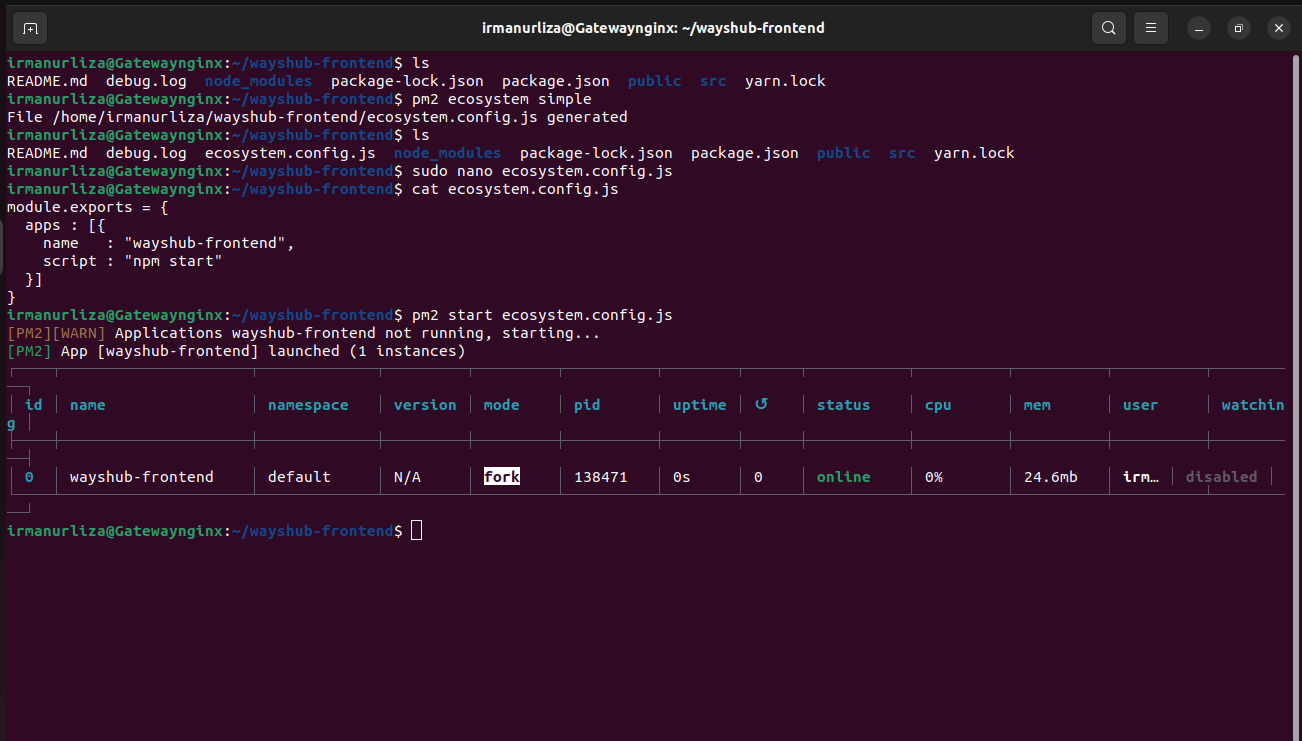 irmanurliza@Gatewaynginx: ~/wayshub-frontend
irmanurliza@Gatewaynginx:~/wayshub-frontend$ ls
README.md  debug.log  node_modules  package-lock.json  package.json  public  src  yarn.lock
irmanurliza@Gatewaynginx:~/wayshub-frontend$ pm2 ecosystem simple
File /home/irmanurliza/wayshub-frontend/ecosystem.config.js generated
irmanurliza@Gatewaynginx:~/wayshub-frontend$ ls
README.md  debug.log  ecosystem.config.js  node_modules  package-lock.json  package.json  public  src  yarn.lock
irmanurliza@Gatewaynginx:~/wayshub-frontend$ sudo nano ecosystem.config.js
irmanurliza@Gatewaynginx:~/wayshub-frontend$ cat ecosystem.config.js
module.exports = {
  apps : [{
    name   : "wayshub-frontend",
    script : "npm start"
  }]
}
irmanurliza@Gatewaynginx:~/wayshub-frontend$ pm2 start ecosystem.config.js
[PM2][WARN] Applications wayshub-frontend not running, starting...
[PM2] App [wayshub-frontend] launched (1 instances)
│ id │ name │ namespace │ version │ mode │ pid │ uptime │ ↺ │ status │ cpu │ mem │ user │ watchin
g │
│ 0 │ wayshub-frontend │ default │ N/A │ fork │ 138471 │ 0s │ 0 │ online │ 0% │ 24.6mb │ irm… │ disabled │
irmanurliza@Gatewaynginx:~/wayshub-frontend$